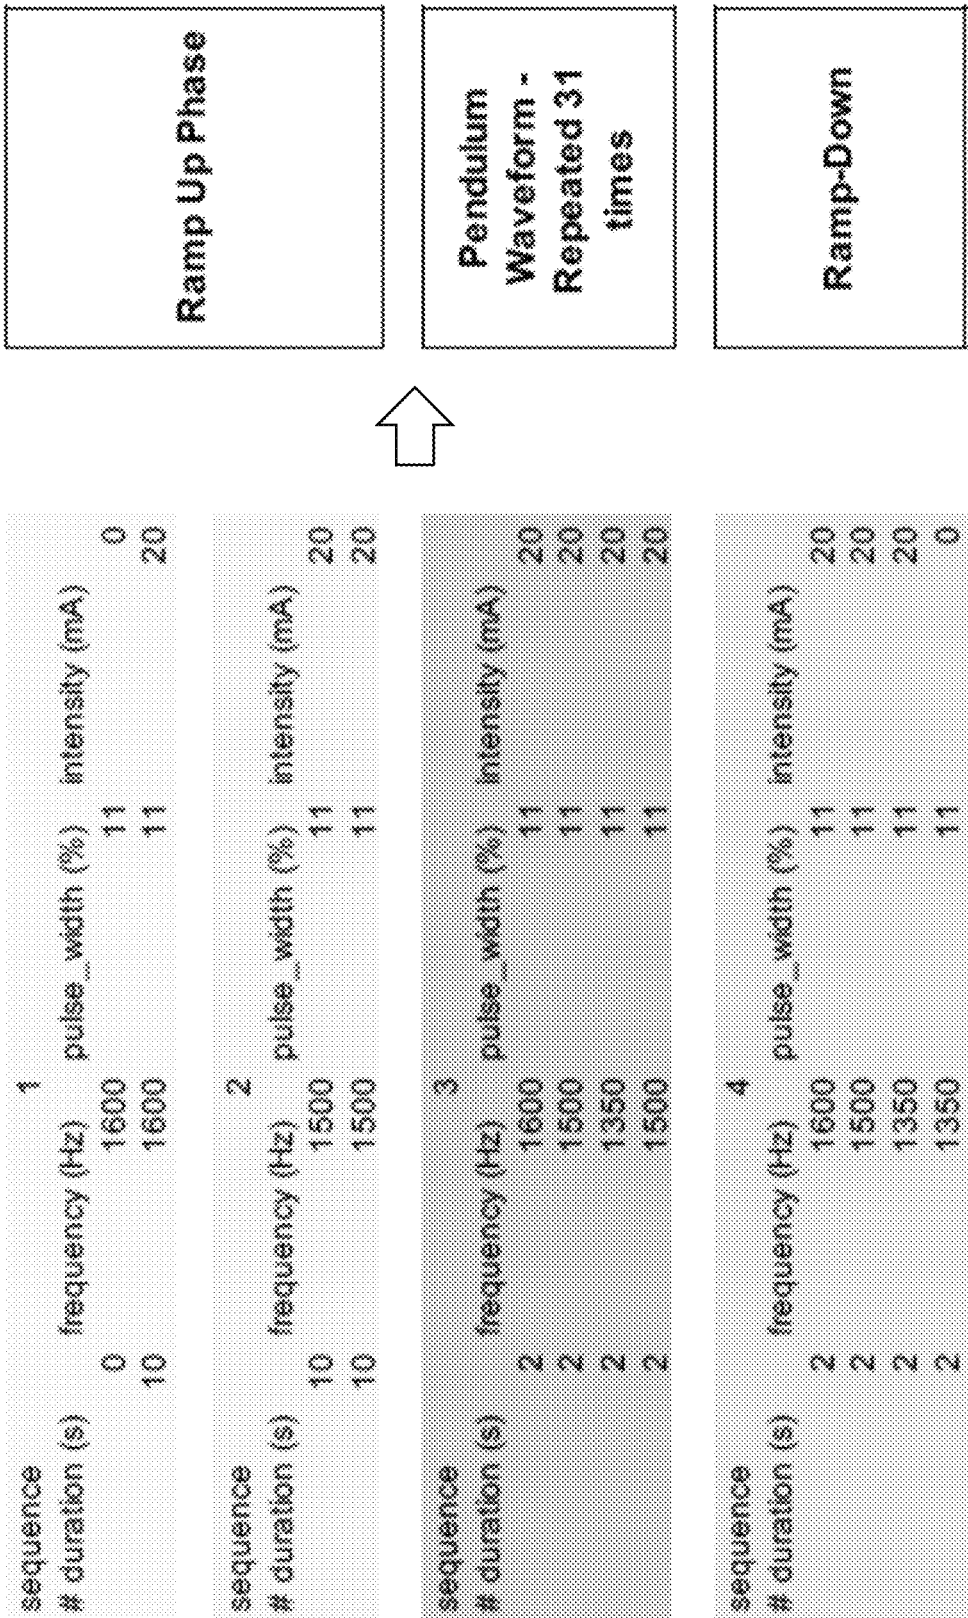 sequence 1
# duration (s) frequency (Hz) pulse_width (%) intensity (mA)
0 1600 11 0
10 1600 11 20
sequence 2
# duration (s) frequency (Hz) pulse_width (%) intensity (mA)
10 1500 11 20
10 1500 11 20
sequence 3
# duration (s) frequency (Hz) pulse_width (%) intensity (mA)
2 1600 11 20
2 1500 11 20
2 1350 11 20
2 1500 11 20
sequence 4
# duration (s) frequency (Hz) pulse_width (%) intensity (mA)
2 1600 11 20
2 1500 11 20
2 1350 11 20
2 1350 11 0
Ramp Up Phase
Pendulum
Waveform -
Repeated 31
times
Ramp-Down